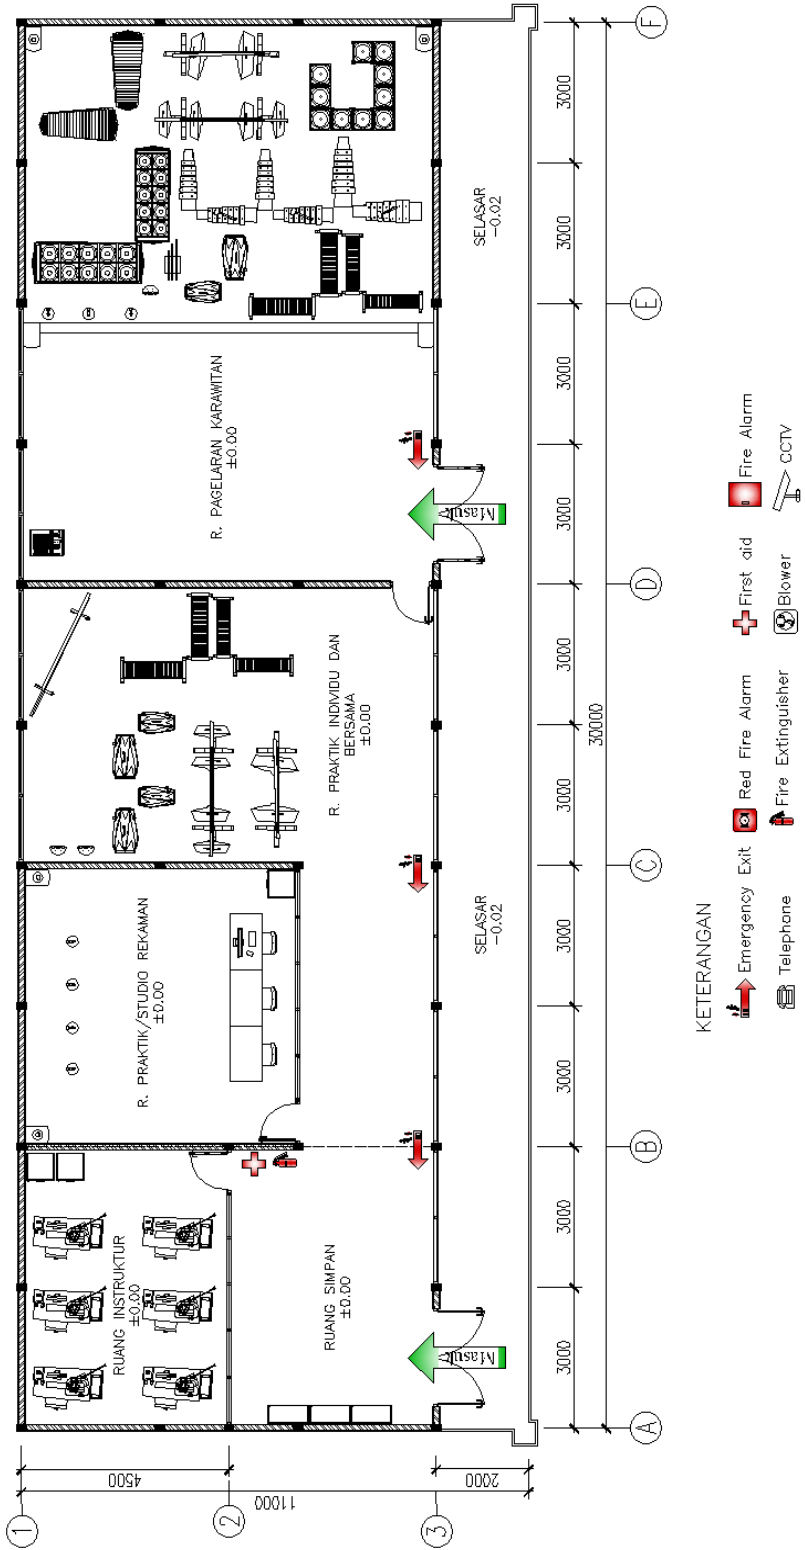 1
2
3
4500
2000
11000
RUANG INSTRUKTUR
±0.00
RUANG SIMPAN
±0.00
R. PRAKTIK/STUDIO REKAMAN
±0.00
R. PRAKTIK INDIVIDU DAN
BERSAMA
±0.00
R. PAGELARAN KARAWITAN
±0.00
Masuk
Masuk
SELASAR
-0.02
SELASAR
-0.02
3000
3000
3000
3000
3000
3000
3000
3000
3000
3000
30000
A
B
C
D
E
F
KETERANGAN
Emergency Exit
Red Fire Alarm
First aid
Fire Alarm
Telephone
Fire Extinguisher
Blower
CCTV